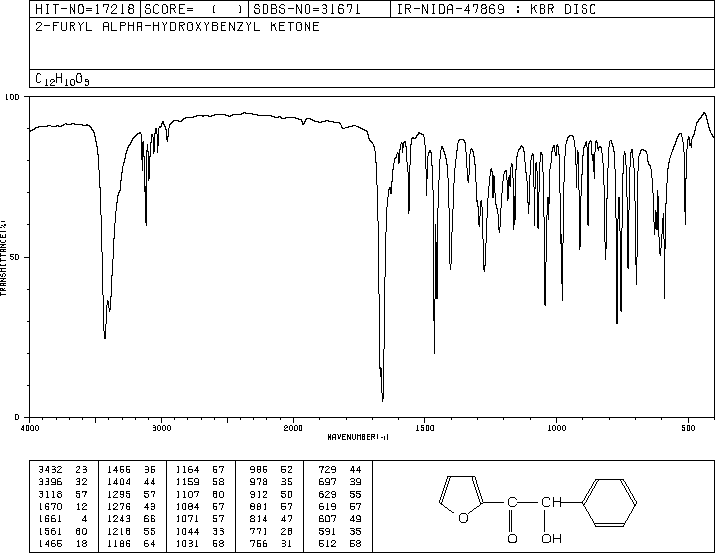 HIT-NO=17218 SCORE= ( ) SDBS-NO=31671 IR-NIDA-47869 : KBR DISC
2-FURYL ALPHA-HYDROXYBENZYL KETONE
C12H10O3
100
50
0
TRANSMITTANCE(%)
4000 3000 2000 1500 1000 500
WAVENUMBER(-1)
3432 23 1456 36 1164 67 986 62 729 44
3396 32 1404 44 1159 58 978 35 697 39
3118 57 1295 57 1107 60 912 50 629 55
1670 12 1276 43 1084 57 881 57 619 57
1661 4 1243 66 1071 57 814 47 607 49
1561 60 1218 55 1044 33 771 28 591 35
1465 18 1186 64 1031 58 756 31 512 58
C CH
O O OH